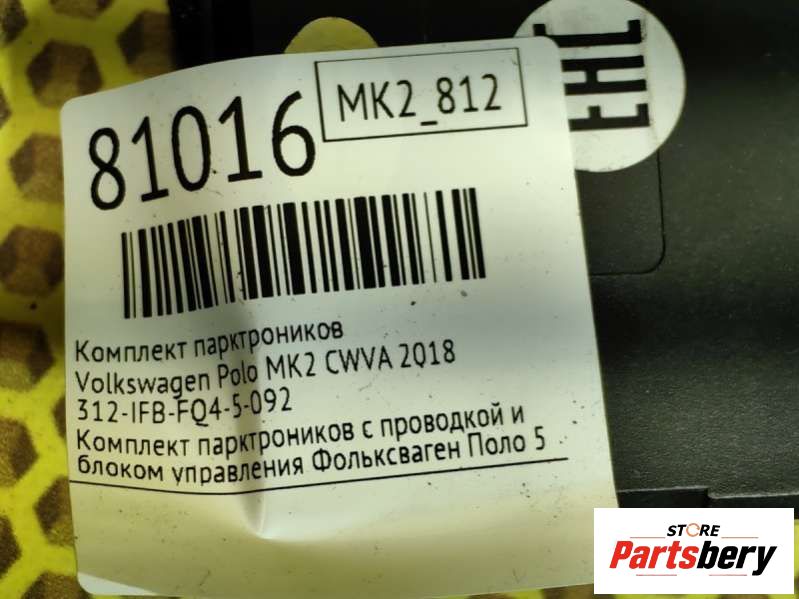 81016
MK2_812
EHC
Комплект парктроников
Volkswagen Polo MK2 CWVA 2018
312-IFB-FQ4-5-092
Комплект парктроников с проводкой и
блоком управления Фольксваген Поло 5
STORE
Partsbery